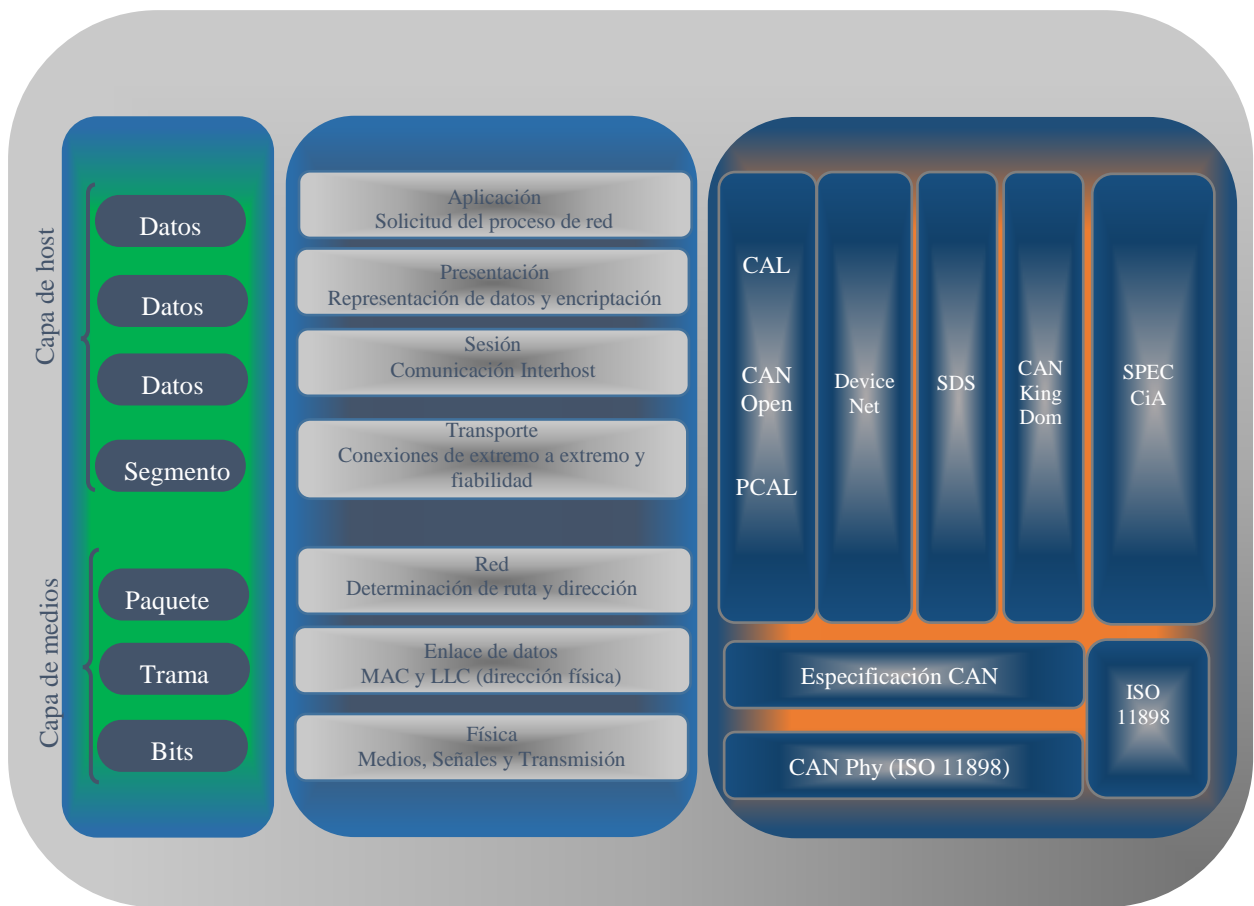 Capa de host
Datos
Datos
Datos
Segmento
Capa de medios
Paquete
Trama
Bits
Aplicación
Solicitud del proceso de red
Presentación
Representación de datos y encriptación
Sesión
Comunicación Interhost
Transporte
Conexiones de extremo a extremo y
fiabilidad
Red
Determinación de ruta y dirección
Enlace de datos
MAC y LLC (dirección física)
Física
Medios, Señales y Transmisión
CAL
CAN
Open
PCAL
Device
Net
SDS
CAN
King
Dom
SPEC
CiA
Especificación CAN
CAN Phy (ISO 11898)
ISO
11898